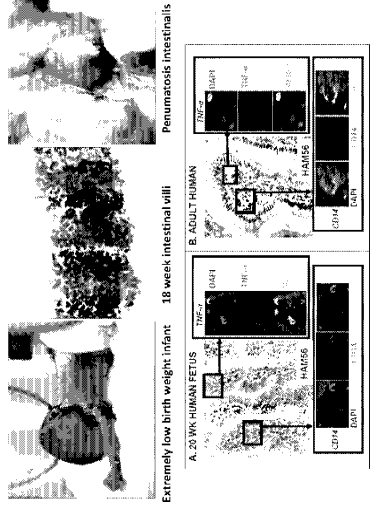 Extremely low birth weight infant
18 week intestinal villi
Penumatosis intestinalis
A. 20 WK HUMAN FETUS
HAM56
TNF-α
DAPI
CD14
DAPI
B. ADULT HUMAN
HAM56
TNF-α
DAPI
TNF-α
CD14
DAPI